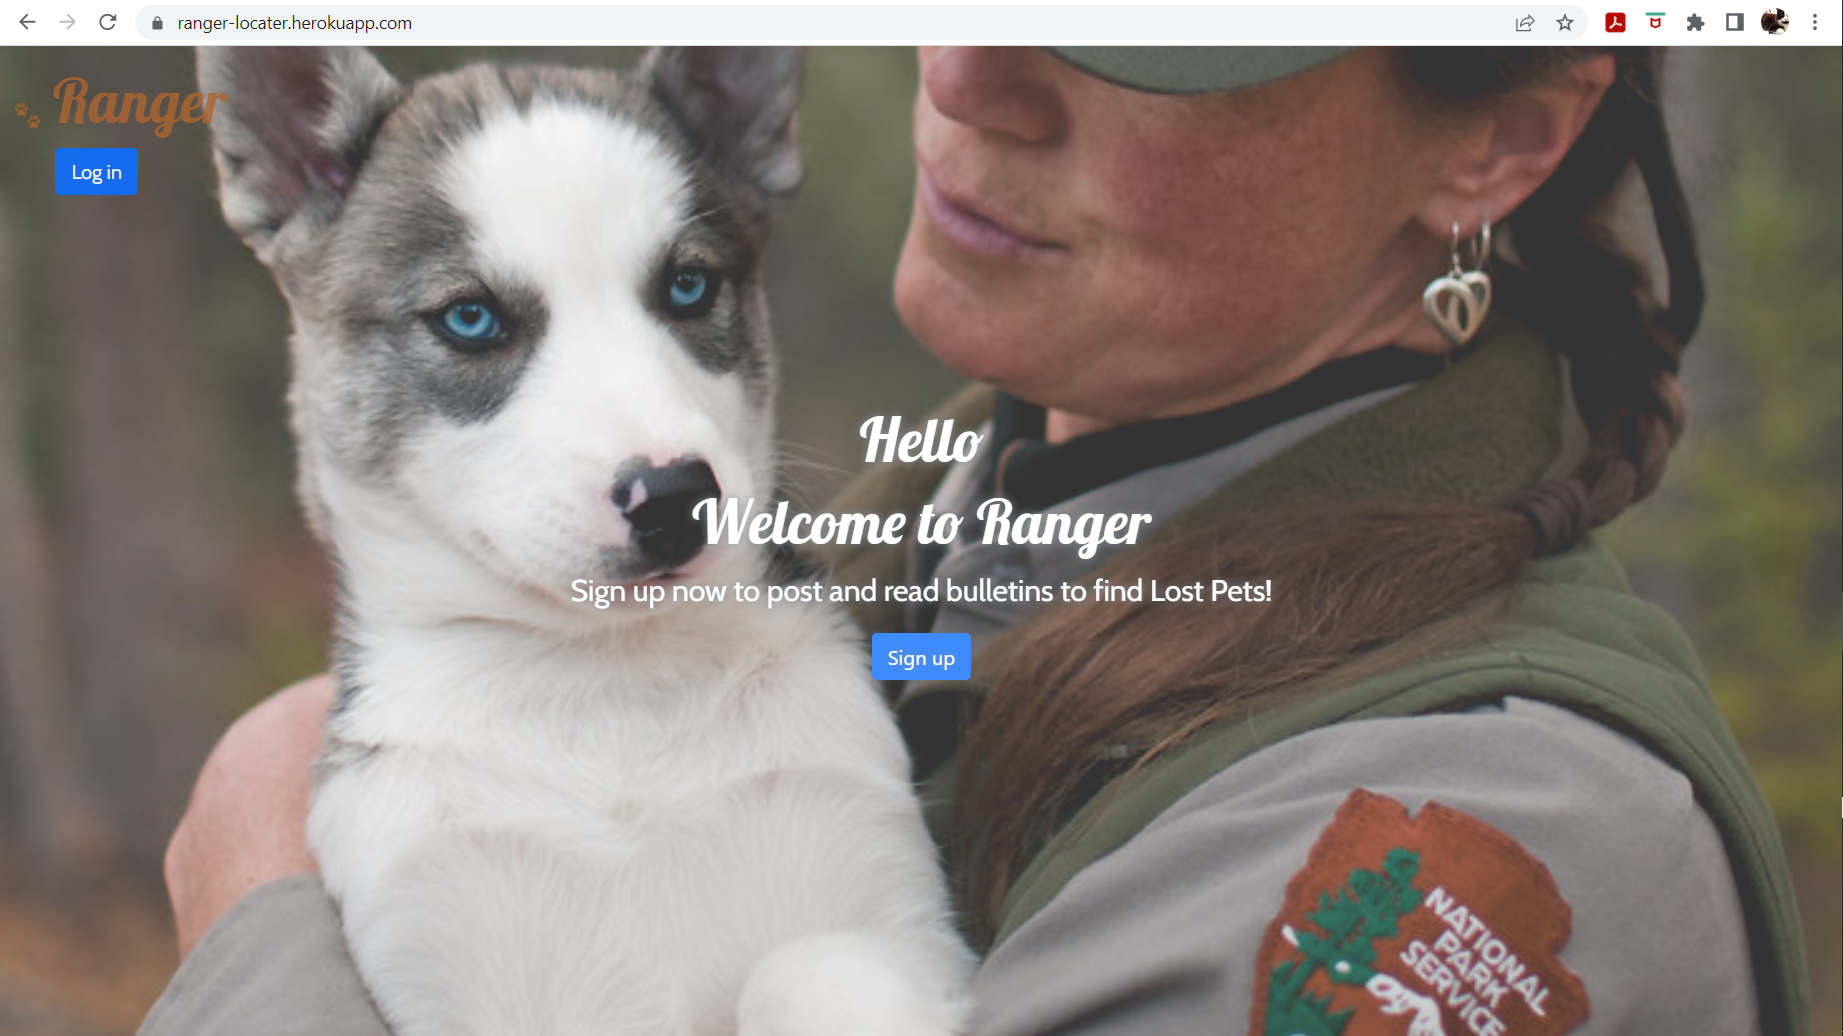 ranger-locater.herokuapp.com
Ranger
Log in
Hello
Welcome to Ranger
Sign up now to post and read bulletins to find Lost Pets!
Sign up
NATIONAL
PARK
SERVICE